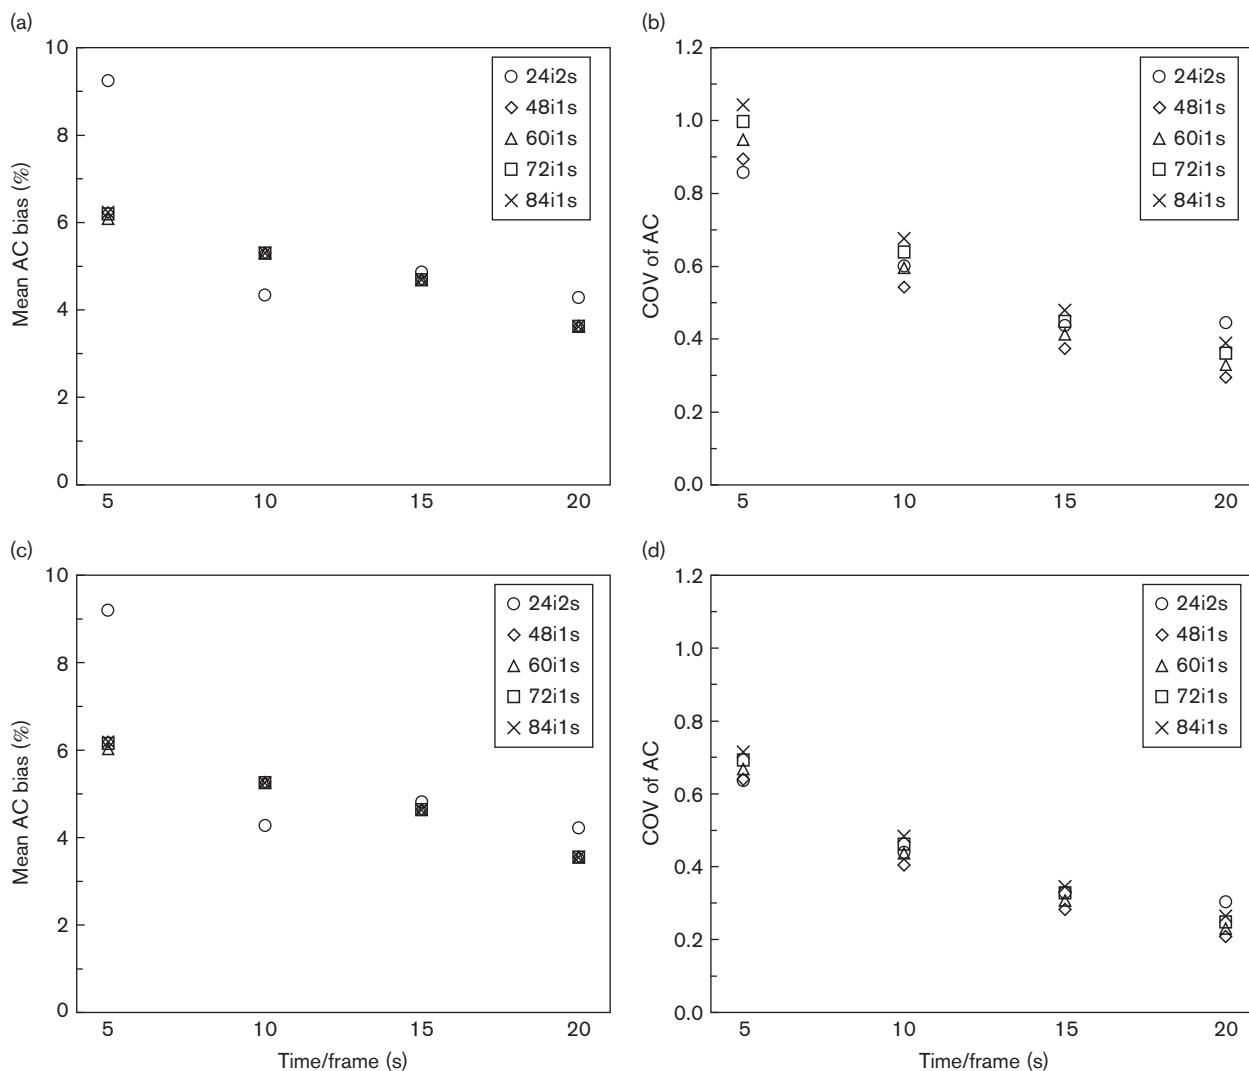 (a)
10
8
6
4
2
0
Mean AC bias (%)
5 10 15 20
24i2s
48i1s
60i1s
72i1s
84i1s
(b)
1.2
1.0
0.8
0.6
0.4
0.2
0.0
COV of AC
5 10 15 20
24i2s
48i1s
60i1s
72i1s
84i1s
(c)
10
8
6
4
2
0
Mean AC bias (%)
5 10 15 20
Time/frame (s)
24i2s
48i1s
60i1s
72i1s
84i1s
(d)
1.2
1.0
0.8
0.6
0.4
0.2
0.0
COV of AC
5 10 15 20
Time/frame (s)
24i2s
48i1s
60i1s
72i1s
84i1s